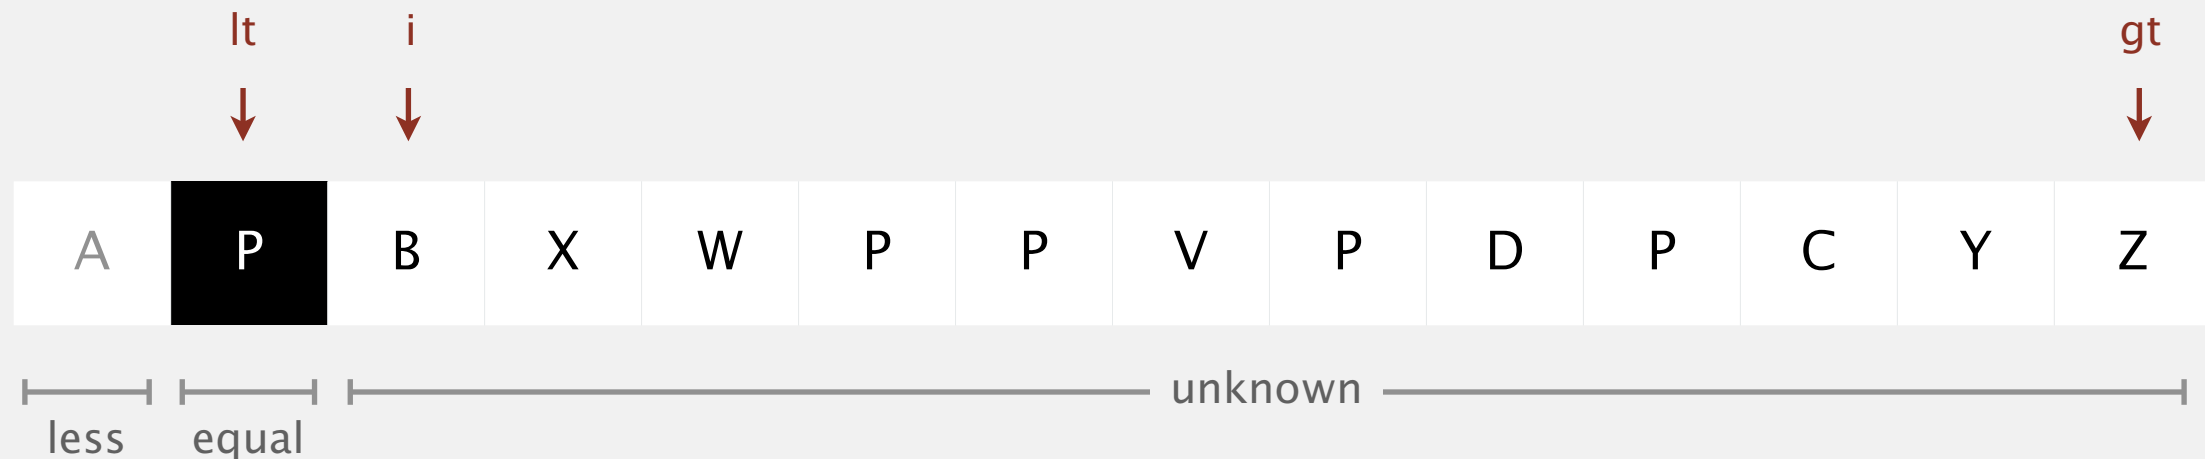 lt i gt
A P B X W P P V P D P C Y Z
unknown
less equal